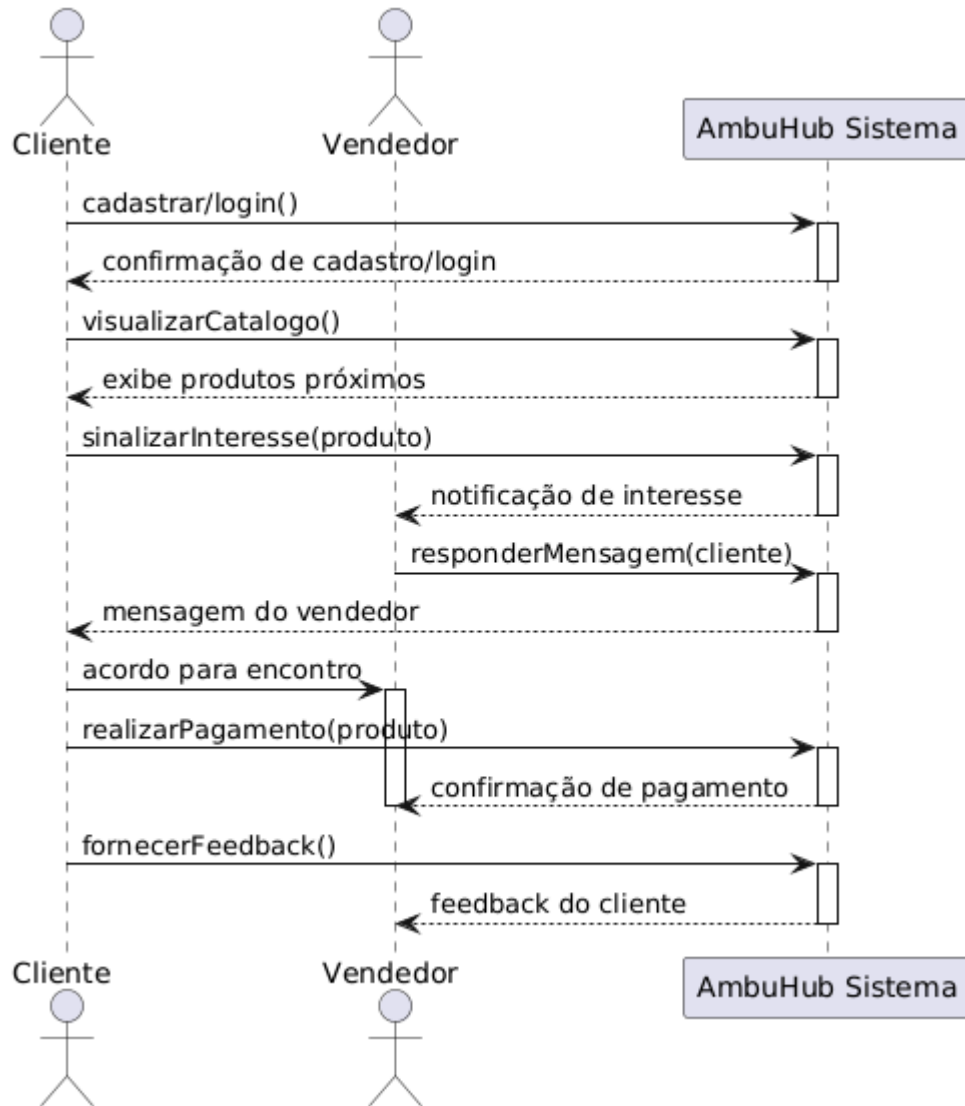 Cliente
Vendedor
AmbuHub Sistema
cadastrar/login()
confirmação de cadastro/login
visualizarCatalogo()
exibe produtos próximos
sinalizarInteresse(produto)
notificação de interesse
responderMensagem(cliente)
mensagem do vendedor
acordo para encontro
realizarPagamento(produto)
confirmação de pagamento
fornecerFeedback()
feedback do cliente
Cliente
Vendedor
AmbuHub Sistema